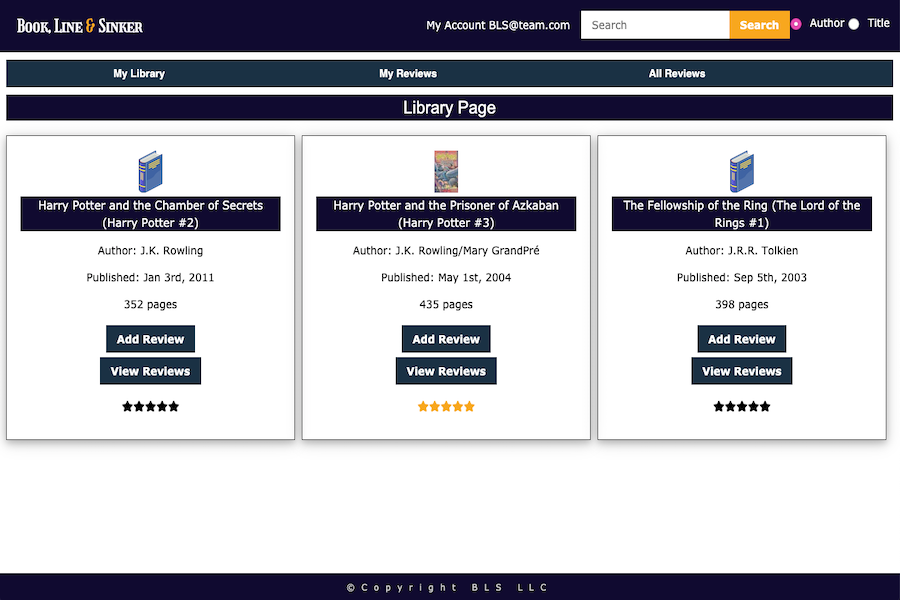 Book, Line & Sinker
My Account BLS@team.com
Search
Search
Author
Title
My Library
My Reviews
All Reviews
Library Page
Harry Potter and the Chamber of Secrets
(Harry Potter #2)
Author: J.K. Rowling
Published: Jan 3rd, 2011
352 pages
Add Review
View Reviews
Harry Potter and the Prisoner of Azkaban
(Harry Potter #3)
Author: J.K. Rowling/Mary GrandPré
Published: May 1st, 2004
435 pages
Add Review
View Reviews
The Fellowship of the Ring (The Lord of the
Rings #1)
Author: J.R.R. Tolkien
Published: Sep 5th, 2003
398 pages
Add Review
View Reviews
©Copyright BLS LLC